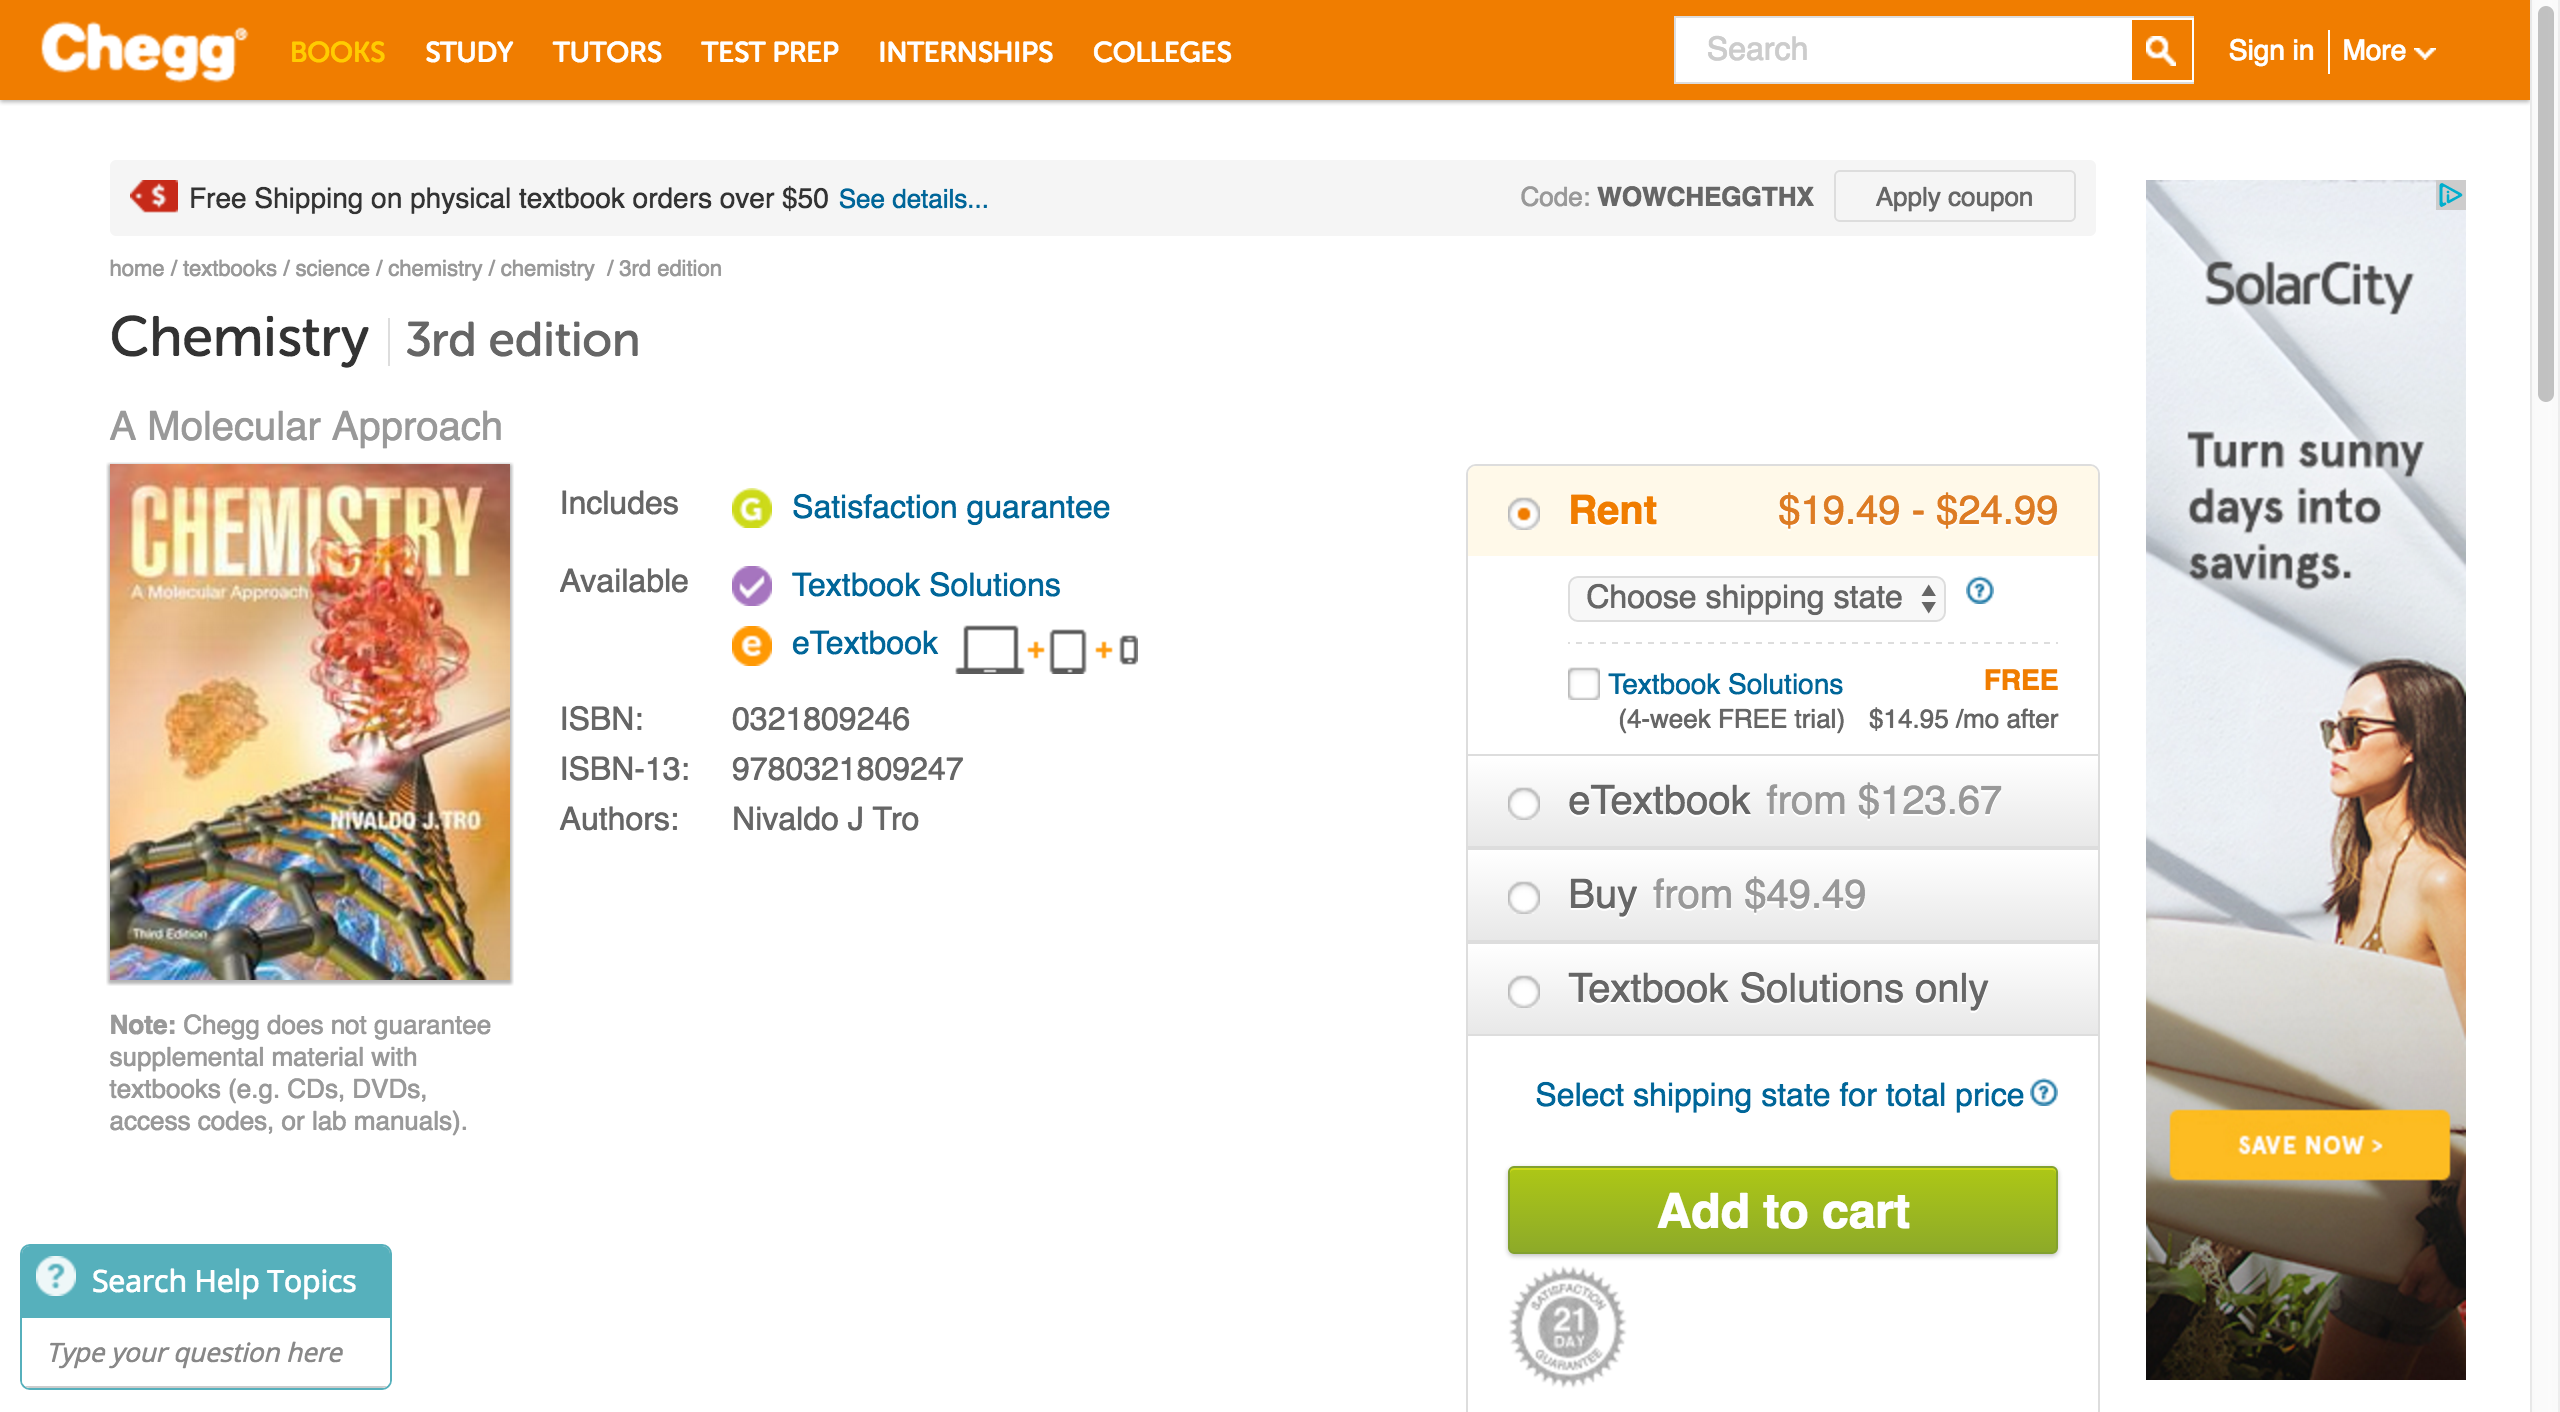 Chegg®
BOOKS STUDY TUTORS TEST PREP INTERNSHIPS COLLEGES
Search
Sign in
More
$ Free Shipping on physical textbook orders over $50 See details...
Code: WOWCHEGGTHX
Apply coupon
home / textbooks / science / chemistry / chemistry / 3rd edition
Chemistry
3rd edition
A Molecular Approach
CHEMISTRY
A Molecular Approach
NIVALDO J. TRO
Third Edition
Includes
G Satisfaction guarantee
Available
Textbook Solutions
e eTextbook + +
ISBN: 0321809246
ISBN-13: 9780321809247
Authors: Nivaldo J Tro
Note: Chegg does not guarantee
supplemental material with
textbooks (e.g. CDs, DVDs,
access codes, or lab manuals).
Rent $19.49 - $24.99
Choose shipping state ?
Textbook Solutions FREE
(4-week FREE trial) $14.95 /mo after
eTextbook from $123.67
Buy from $49.49
Textbook Solutions only
Select shipping state for total price ?
Add to cart
SATISFACTION
21
DAY
GUARANTEE
SolarCity
Turn sunny
days into
savings.
SAVE NOW >
? Search Help Topics
Type your question here